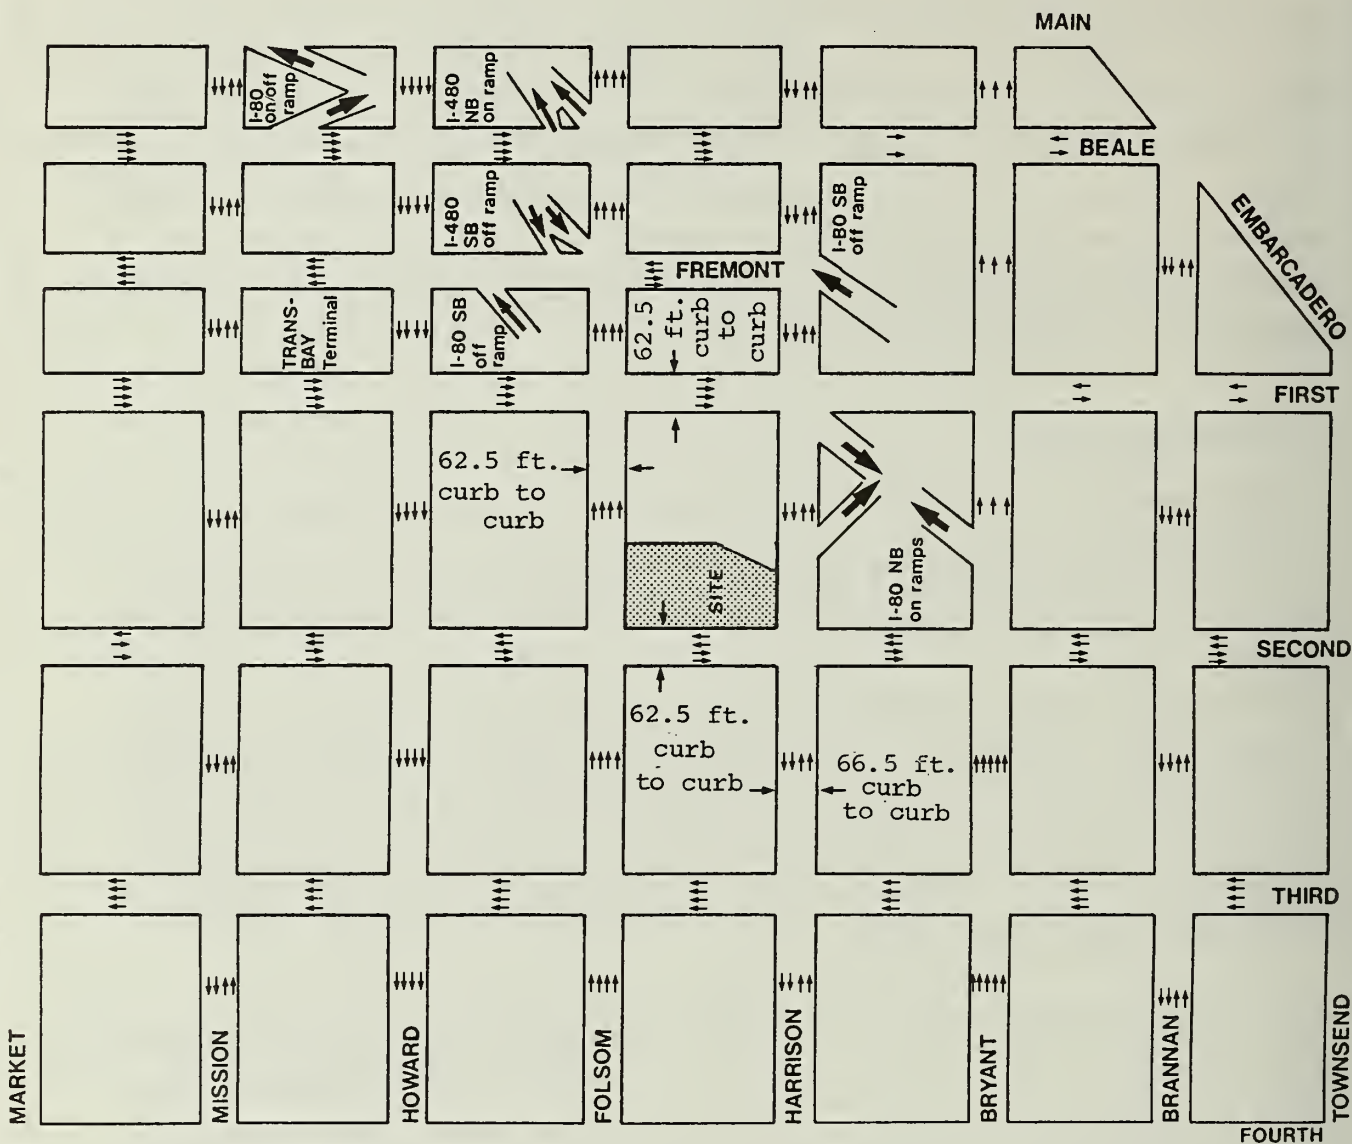 MAIN
I-80
on/off
ramp
I-480
NB
on ramp
BEALE
I-480
SB
off ramp
I-80 SB
off ramp
EMBARCADERO
FREMONT
TRANS-
BAY
Terminal
I-80 SB
off
ramp
62.5
ft.
curb
to
curb
FIRST
62.5 ft.
curb to
curb
SITE
I-80 NB
on ramps
SECOND
62.5 ft.
curb
to curb
66.5 ft.
curb
to curb
THIRD
MARKET
MISSION
HOWARD
FOLSOM
HARRISON
BRYANT
BRANNAN
TOWNSEND
FOURTH